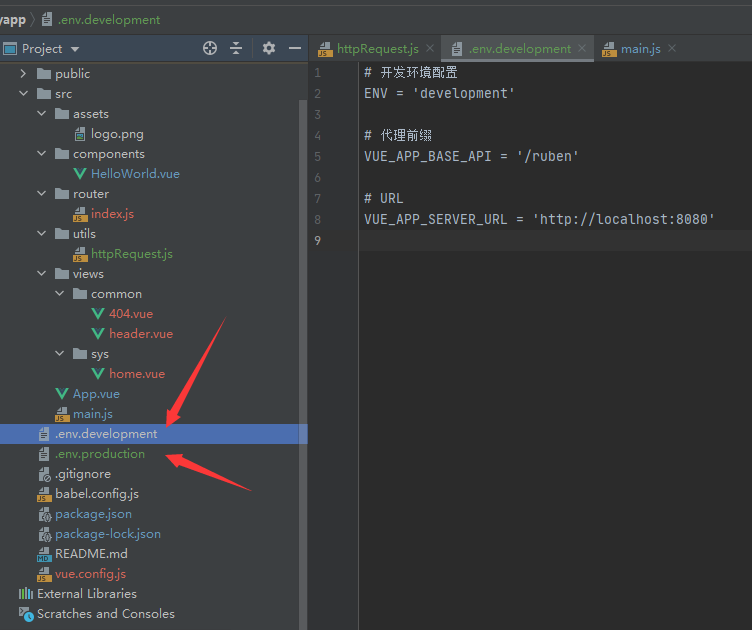 yapp .env.development
Project
httpRequest.js .env.development main.js
public
src
assets
logo.png
components
HelloWorld.vue
router
index.js
utils
httpRequest.js
views
common
404.vue
header.vue
sys
home.vue
App.vue
main.js
.env.development
.env.production
.gitignore
babel.config.js
package.json
package-lock.json
README.md
vue.config.js
External Libraries
Scratches and Consoles
1 # 开发环境配置
2 ENV = 'development'
3
4 # 代理前缀
5 VUE_APP_BASE_API = '/ruben'
6
7 # URL
8 VUE_APP_SERVER_URL = 'http://localhost:8080'
9